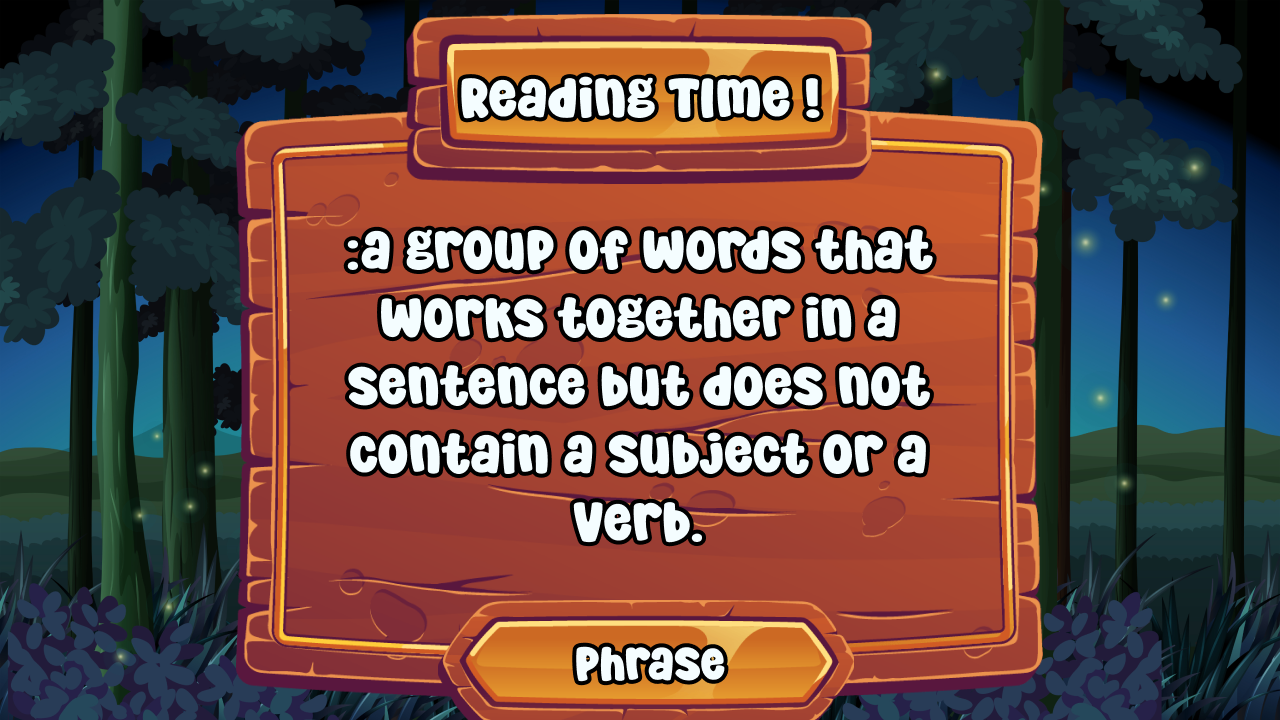 Reading TIme !
:a group of words that
works together in a
sentence but does not
contain a subject or a
verb.
Phrase